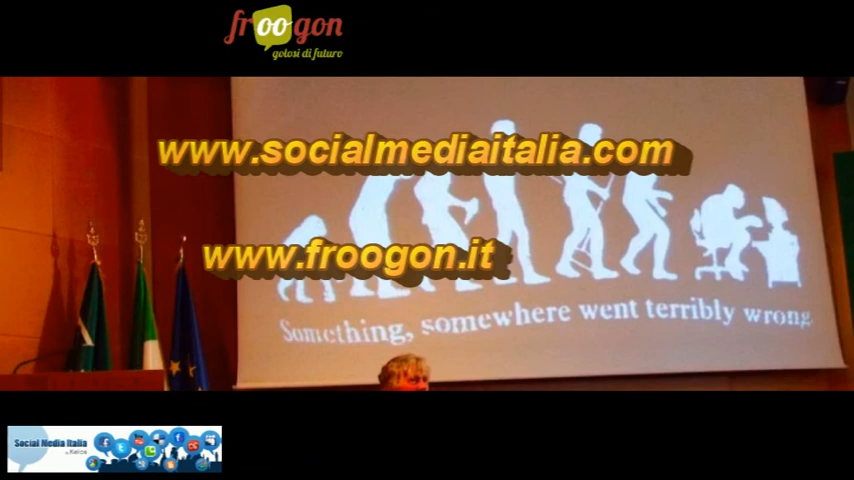 froogon
golosi di futuro
www.socialmediaitalia.com
www.froogon.it
Something, somewhere went terribly wrong
Social Media Italia